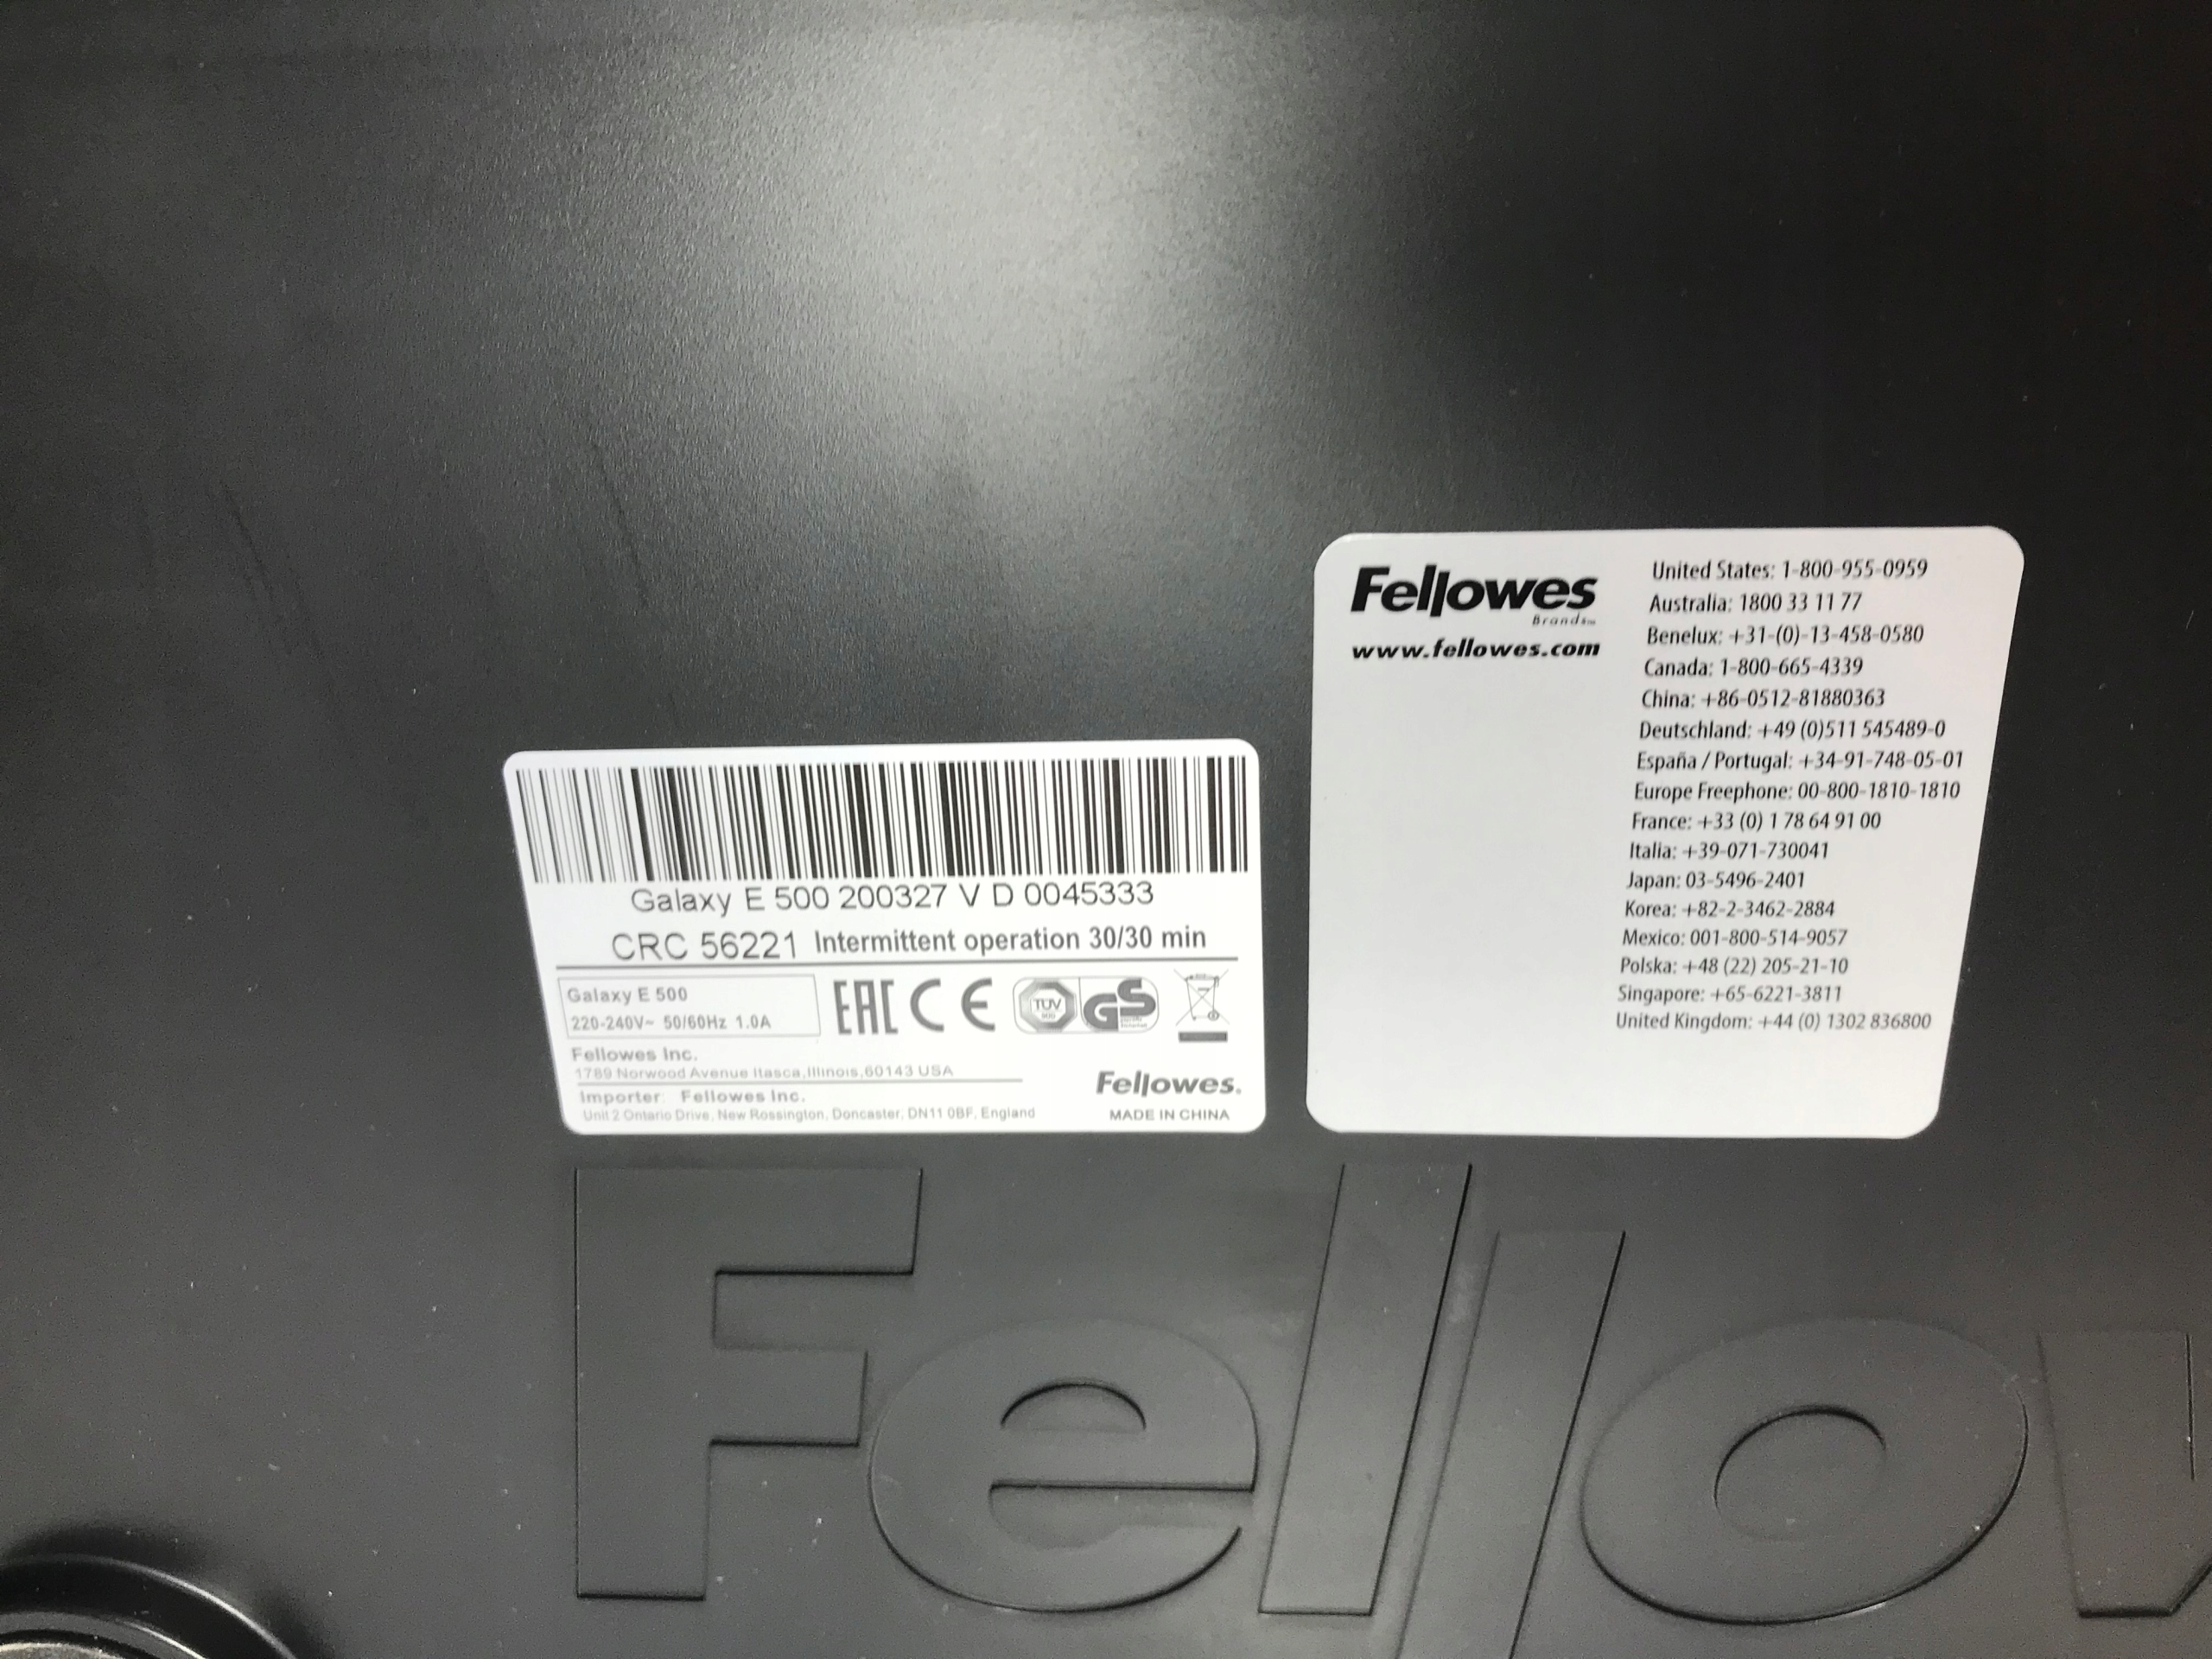 Galaxy E 500 200327 V D 0045333
CRC 56221 Intermittent operation 30/30 min
Galaxy E 500
220-240V~ 50/60Hz 1.0A
EAC CE TÜV GS
Fellowes Inc.
1789 Norwood Avenue Itasca,Illinois,60143 USA
Importer: Fellowes Inc.
Unit 2 Ontario Drive, New Rossington, Doncaster, DN11 0BF, England
Fellowes.
MADE IN CHINA
Fellowes
Brands™
www.fellowes.com
United States: 1-800-955-0959
Australia: 1800 33 11 77
Benelux: +31-(0)-13-458-0580
Canada: 1-800-665-4339
China: +86-0512-81880363
Deutschland: +49 (0)511 545489-0
España / Portugal: +34-91-748-05-01
Europe Freephone: 00-800-1810-1810
France: +33 (0) 1 78 64 91 00
Italia: +39-071-730041
Japan: 03-5496-2401
Korea: +82-2-3462-2884
Mexico: 001-800-514-9057
Polska: +48 (22) 205-21-10
Singapore: +65-6221-3811
United Kingdom: +44 (0) 1302 836800
Fellow